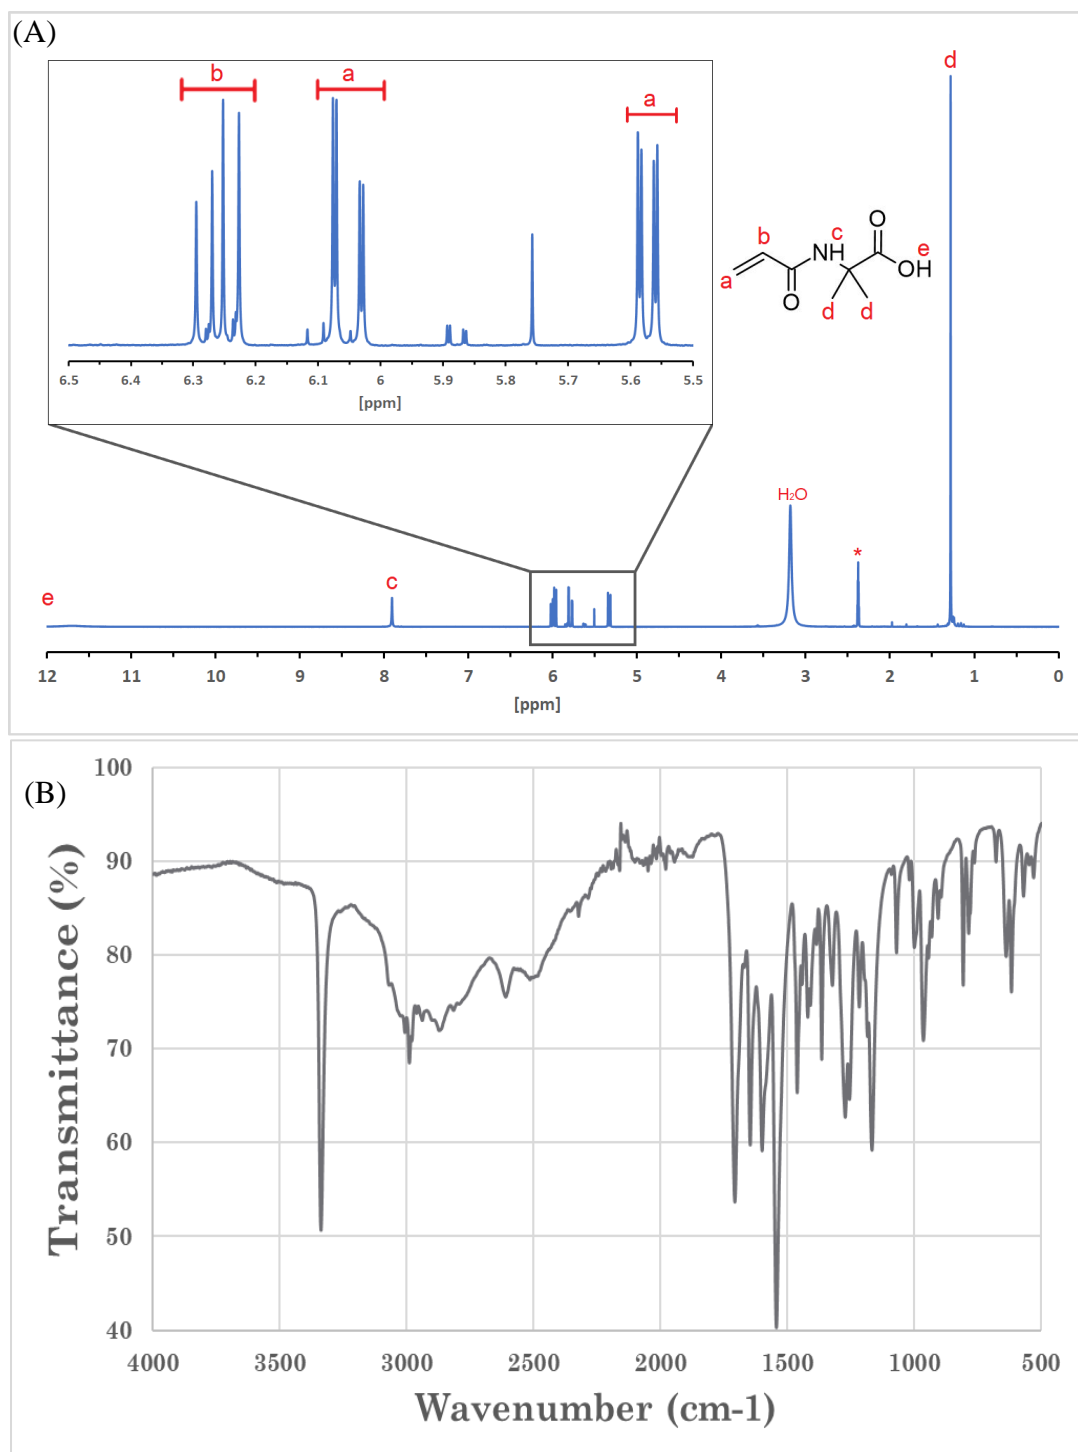 (A)
b
a
a
d
6.5 6.4 6.3 6.2 6.1 6 5.9 5.8 5.7 5.6 5.5
[ppm]
O
b
c
NH
e
OH
a
O
d
d
H₂O
*
c
e
12 11 10 9 8 7 6 5 4 3 2 1 0
[ppm]
(B)
100
90
80
70
60
50
40
Transmittance (%)
4000 3500 3000 2500 2000 1500 1000 500
Wavenumber (cm-1)